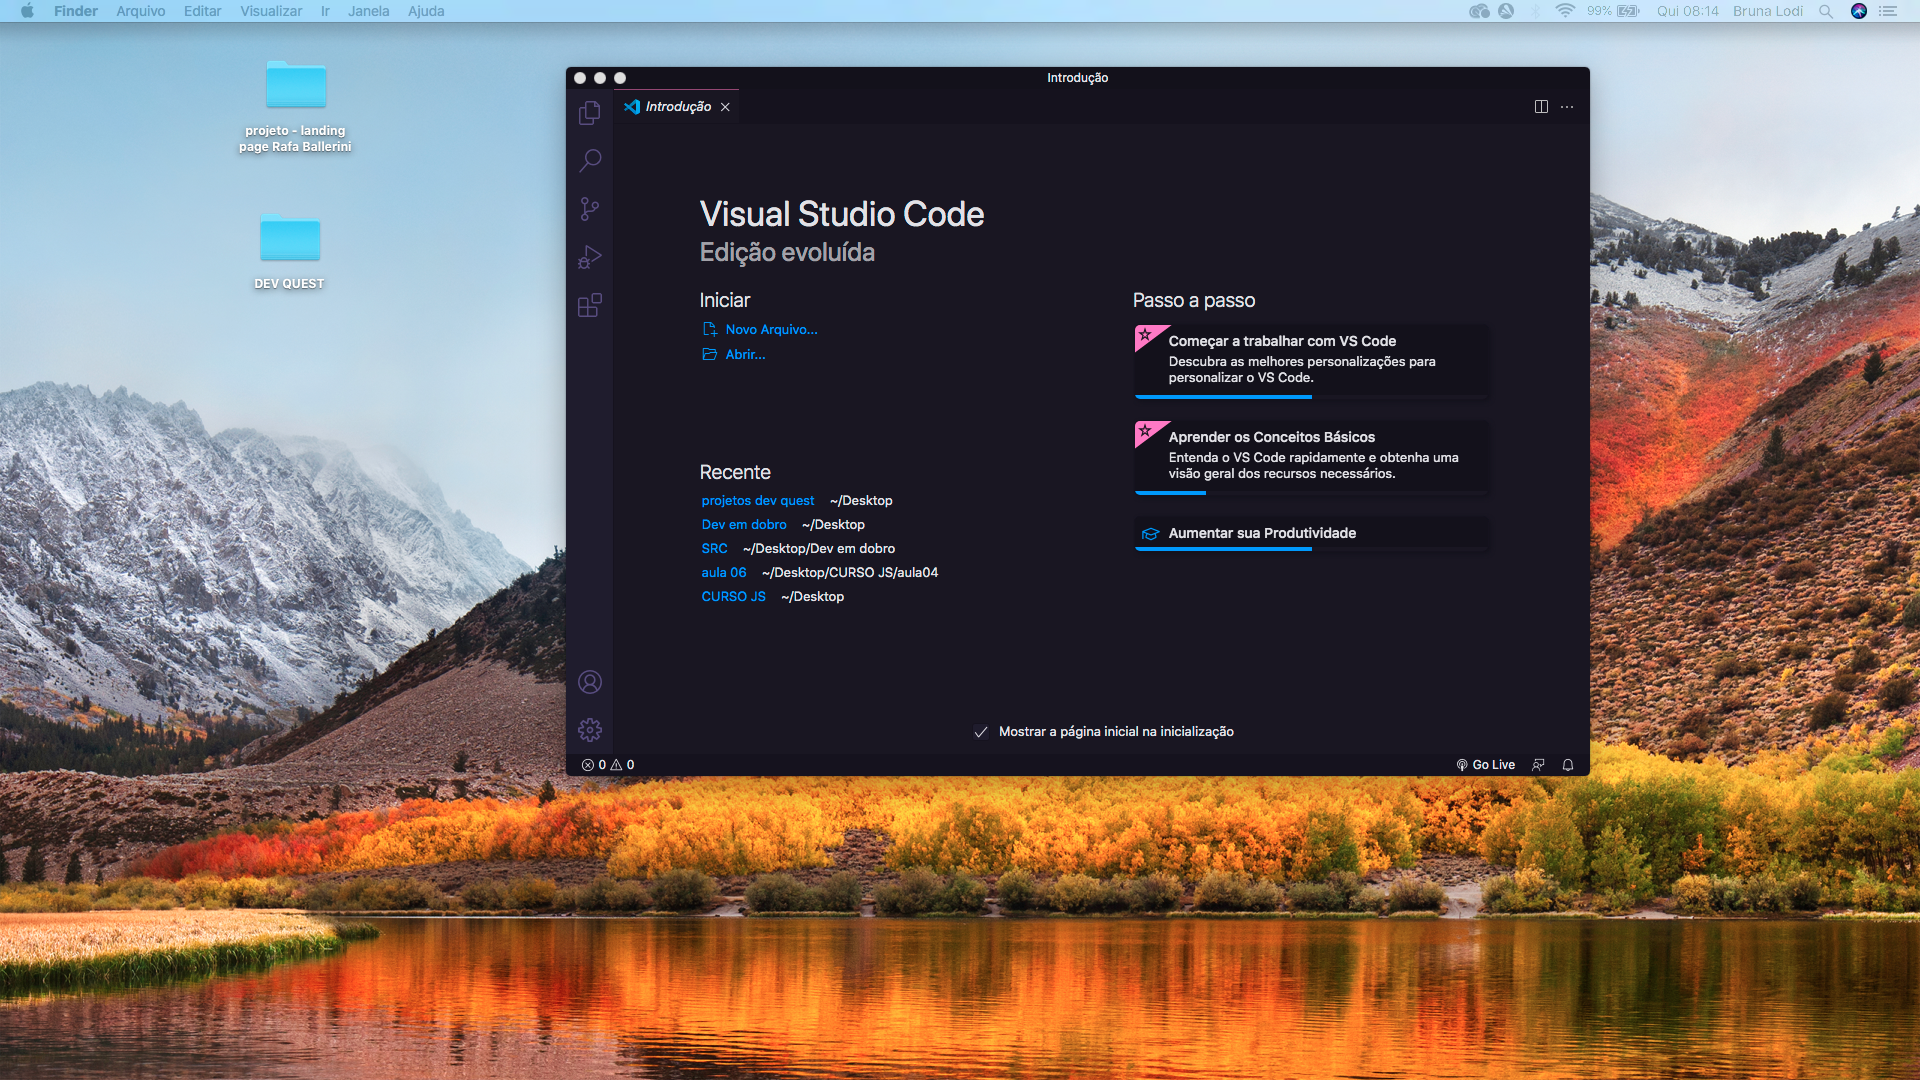 Finder Arquivo Editar Visualizar Ir Janela Ajuda
99% Qui 08:14 Bruna Lodi
projeto - landing
page Rafa Ballerini
DEV QUEST
Introdução
Introdução
Visual Studio Code
Edição evoluída
Iniciar
Novo Arquivo...
Abrir...
Recente
projetos dev quest ~/Desktop
Dev em dobro ~/Desktop
SRC ~/Desktop/Dev em dobro
aula 06 ~/Desktop/CURSO JS/aula04
CURSO JS ~/Desktop
Passo a passo
Começar a trabalhar com VS Code
Descubra as melhores personalizações para
personalizar o VS Code.
Aprender os Conceitos Básicos
Entenda o VS Code rapidamente e obtenha uma
visão geral dos recursos necessários.
Aumentar sua Produtividade
Mostrar a página inicial na inicialização
0 0
Go Live